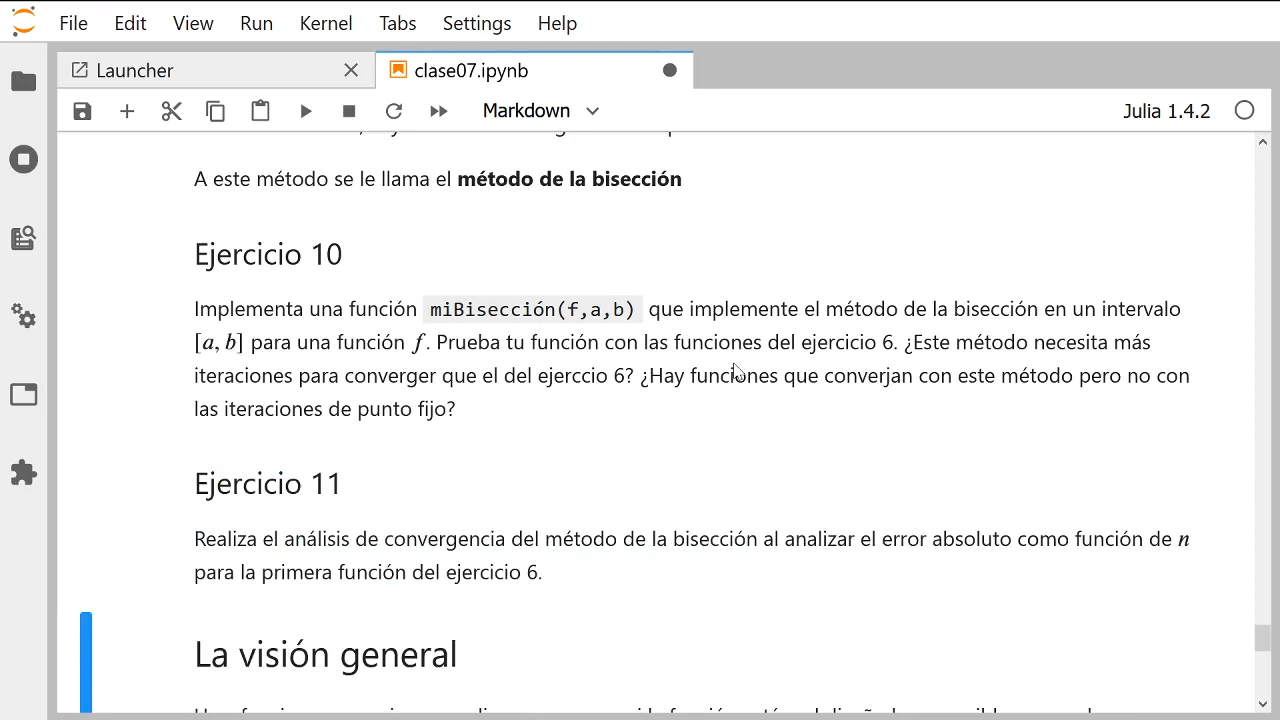 File Edit View Run Kernel Tabs Settings Help
Launcher
clase07.ipynb
Markdown
Julia 1.4.2
A este método se le llama el método de la bisección
Ejercicio 10
Implementa una función miBisección(f,a,b) que implemente el método de la bisección en un intervalo
[a, b] para una función f. Prueba tu función con las funciones del ejercicio 6. ¿Este método necesita más
iteraciones para converger que el del ejerccio 6? ¿Hay funciones que converjan con este método pero no con
las iteraciones de punto fijo?
Ejercicio 11
Realiza el análisis de convergencia del método de la bisección al analizar el error absoluto como función de n
para la primera función del ejercicio 6.
La visión general